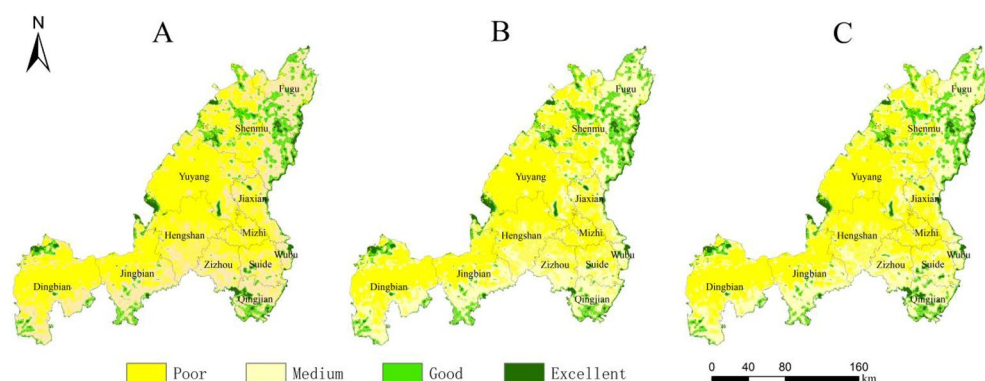 N
A
B
C
Fugu
Shenmu
Yuyang
Jiaxian
Hengshan
Mizhi
Wubu
Zizhou
Suide
Jingbian
Dingbian
Qingjian
Fugu
Shenmu
Yuyang
Jiaxian
Hengshan
Mizhi
Wubu
Zizhou
Suide
Jingbian
Dingbian
Qingjian
Fugu
Shenmu
Yuyang
Jiaxian
Hengshan
Mizhi
Wubu
Zizhou
Suide
Jingbian
Dingbian
Qingjian
Poor Medium Good Excellent
0 40 80 160
km